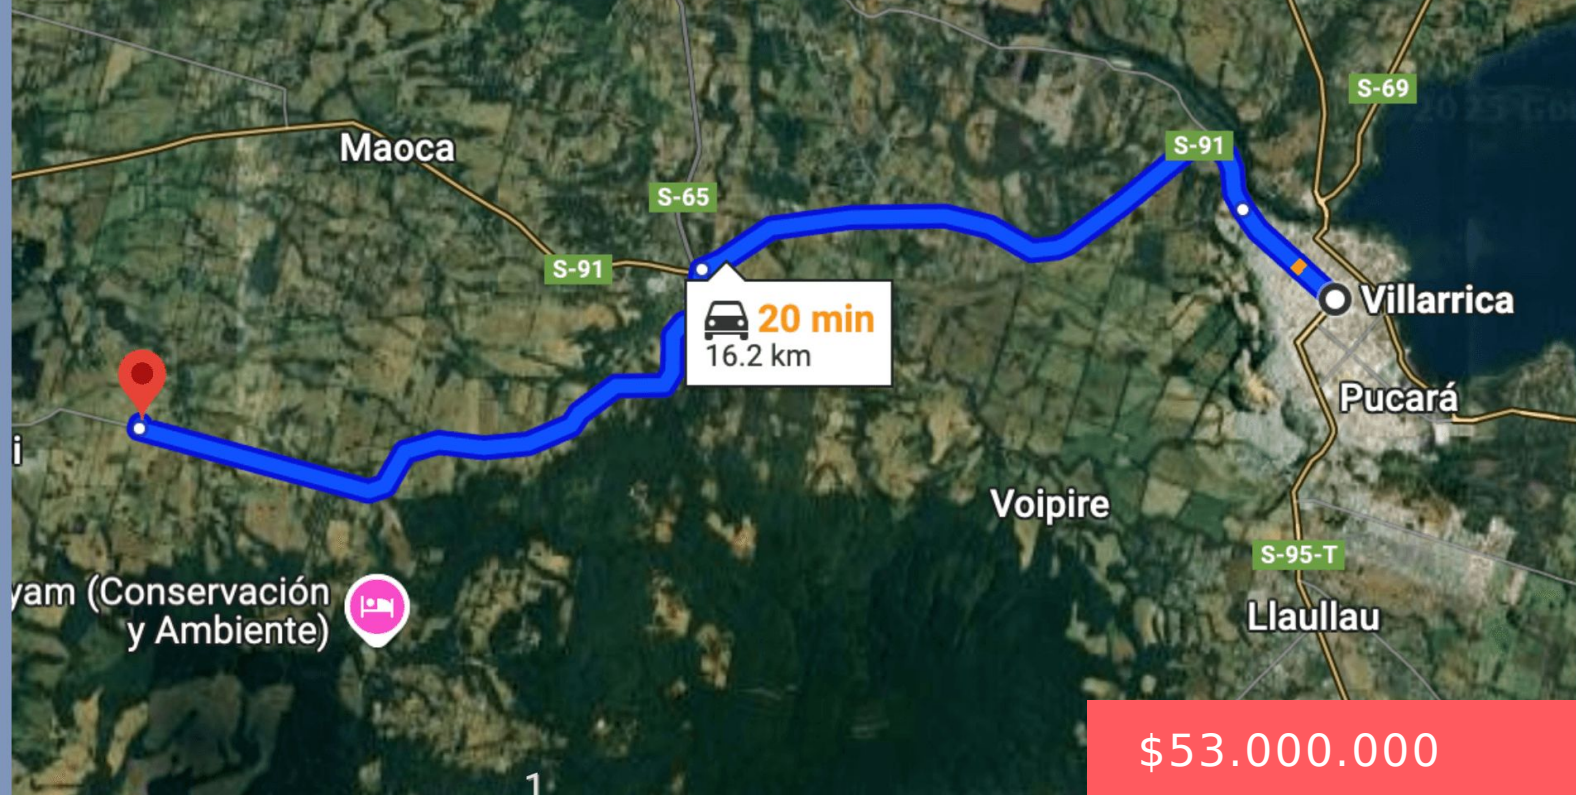 S-69
S-91
Maoca
S-65
S-91
Villarrica
20 min
16.2 km
Pucará
i
Voipire
S-95-T
yam (Conservación
y Ambiente)
Llaullau
$53.000.000
1